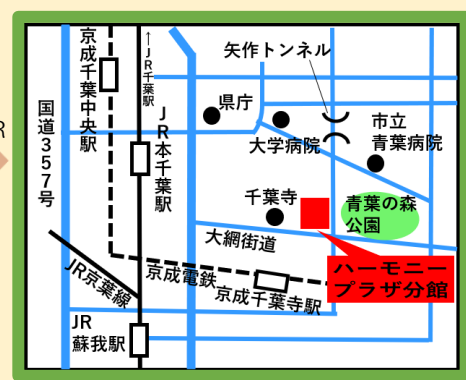 京成千葉中央駅
↑JR千葉駅
国道357号
JR本千葉駅
矢作トンネル
県庁
大学病院
市立
青葉病院
千葉寺
青葉の森
公園
大網街道
ハーモニー
プラザ分館
京成電鉄
京成千葉寺駅
JR京葉線
JR
蘇我駅
R